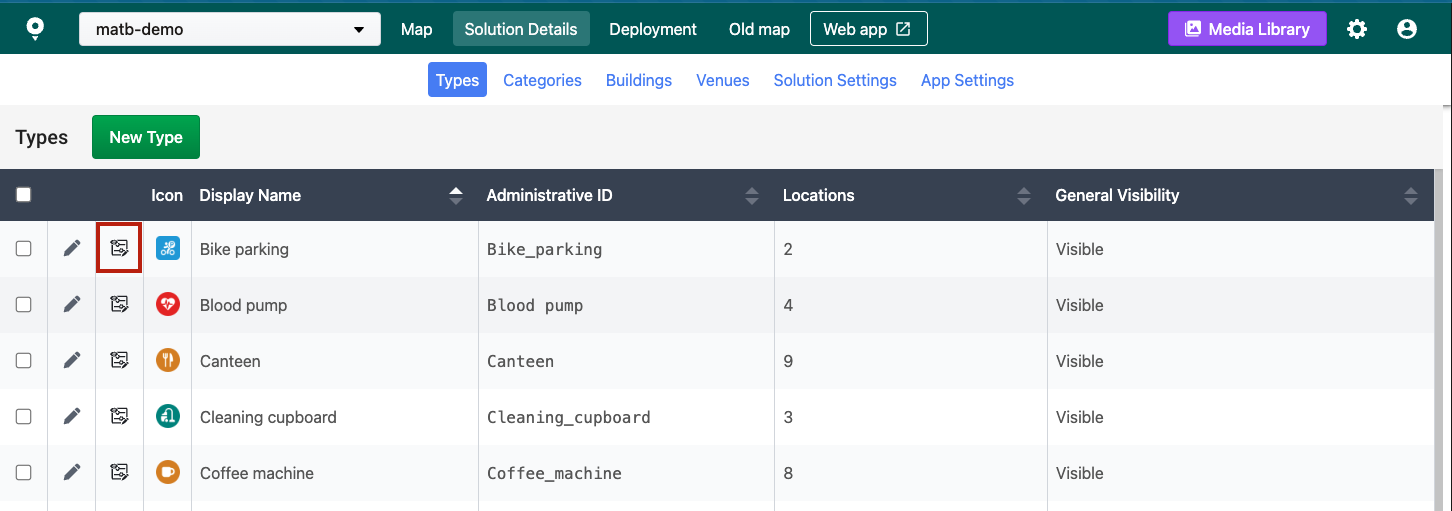 matb-demo Map Solution Details Deployment Old map Web app Media Library
Types Categories Buildings Venues Solution Settings App Settings
Types New Type
Icon Display Name Administrative ID Locations General Visibility
Bike parking Bike_parking 2 Visible
Blood pump Blood pump 4 Visible
Canteen Canteen 9 Visible
Cleaning cupboard Cleaning_cupboard 3 Visible
Coffee machine Coffee_machine 8 Visible